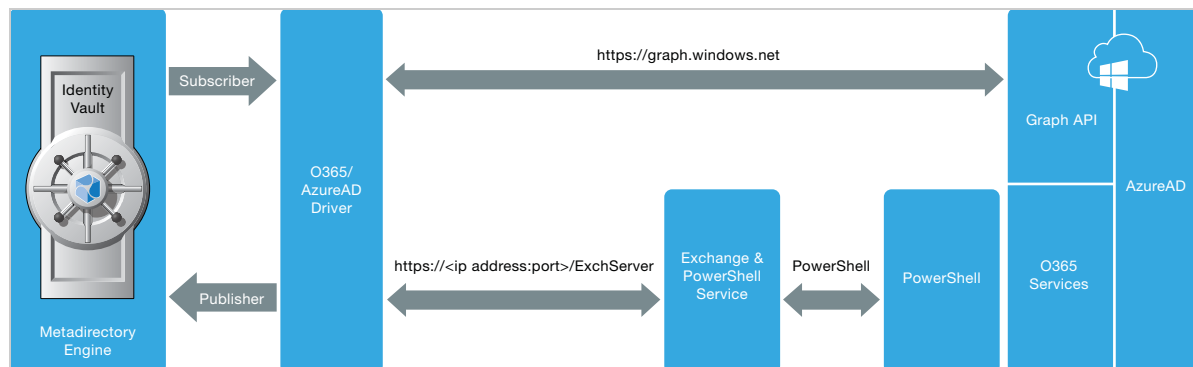 Identity
Vault
Metadirectory
Engine
Subscriber
Publisher
O365/
AzureAD
Driver
https://graph.windows.net
https://<ip address:port>/ExchServer
Exchange &
PowerShell
Service
PowerShell
PowerShell
Graph API
O365
Services
AzureAD